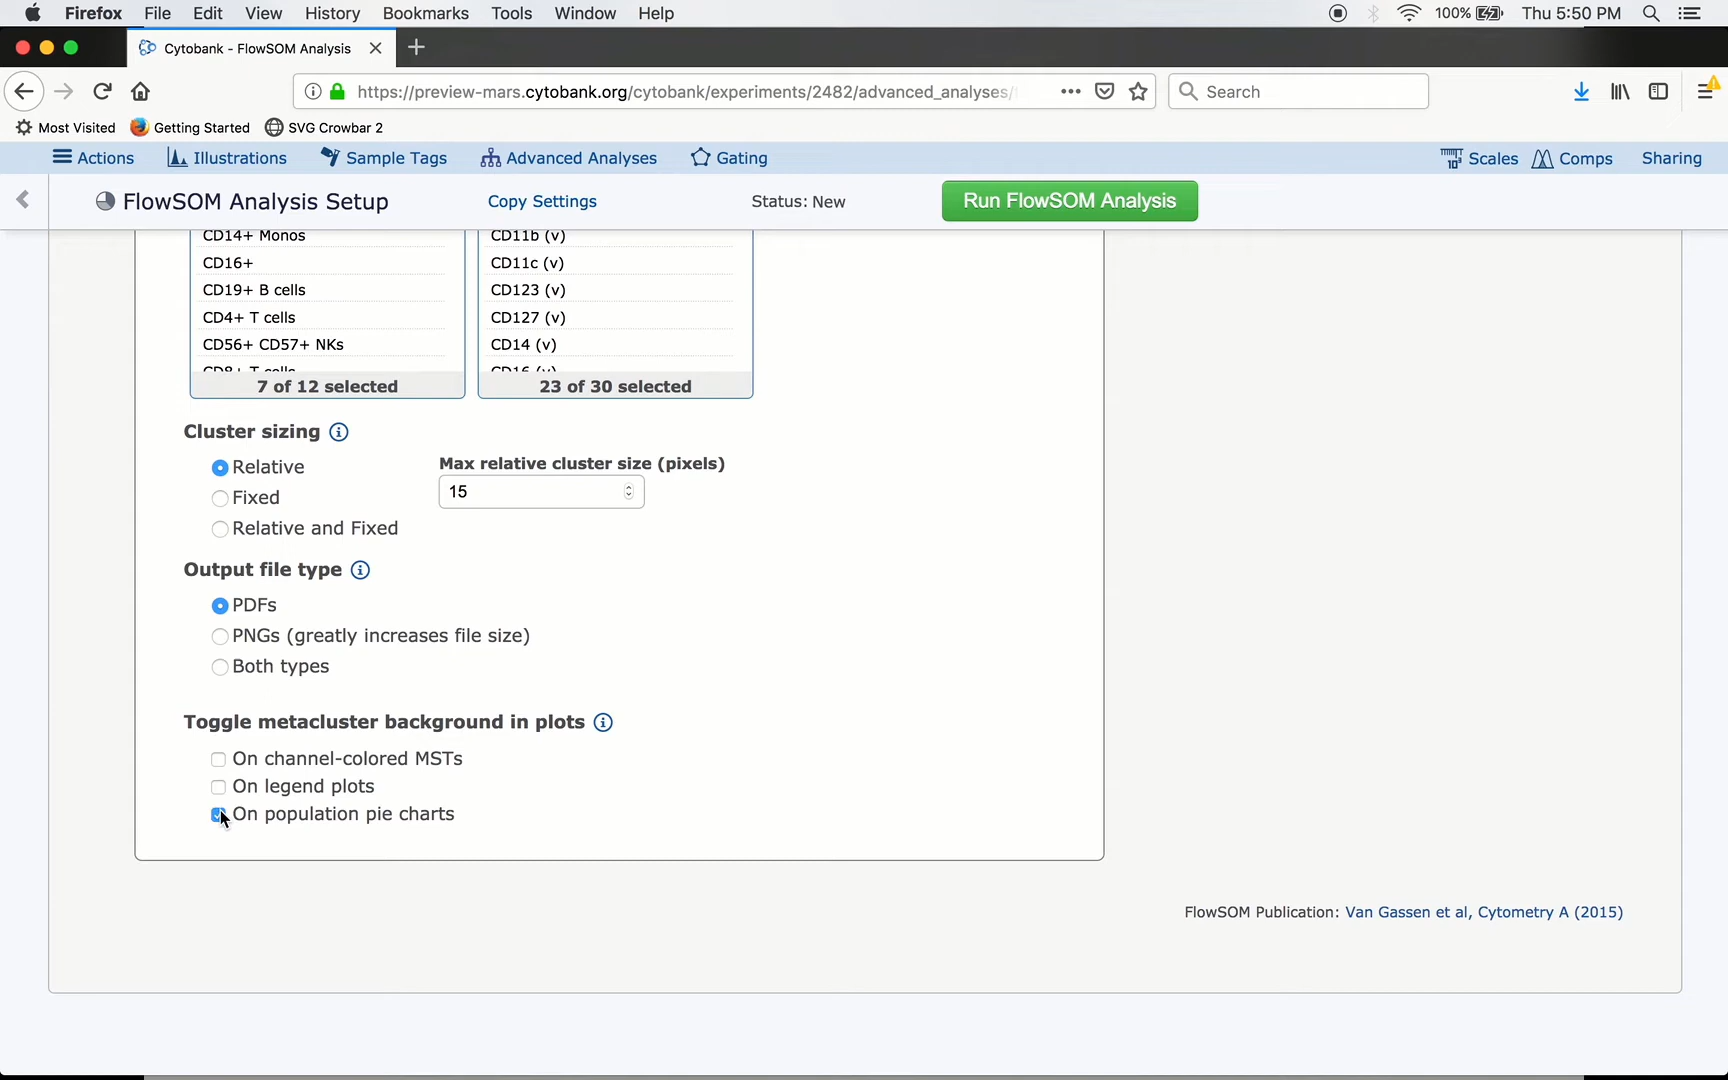 Firefox File Edit View History Bookmarks Tools Window Help 100% Thu 5:50 PM
Cytobank - FlowSOM Analysis
https://preview-mars.cytobank.org/cytobank/experiments/2482/advanced_analyses/ Search
Most Visited Getting Started SVG Crowbar 2
Actions Illustrations Sample Tags Advanced Analyses Gating Scales Comps Sharing
FlowSOM Analysis Setup Copy Settings Status: New Run FlowSOM Analysis
CD14+ Monos CD11b (v)
CD16+ CD11c (v)
CD19+ B cells CD123 (v)
CD4+ T cells CD127 (v)
CD56+ CD57+ NKs CD14 (v)
CD8+ T cells CD16 (v)
7 of 12 selected 23 of 30 selected
Cluster sizing
Relative Max relative cluster size (pixels)
15
Fixed
Relative and Fixed
Output file type
PDFs
PNGs (greatly increases file size)
Both types
Toggle metacluster background in plots
On channel-colored MSTs
On legend plots
On population pie charts
FlowSOM Publication: Van Gassen et al, Cytometry A (2015)